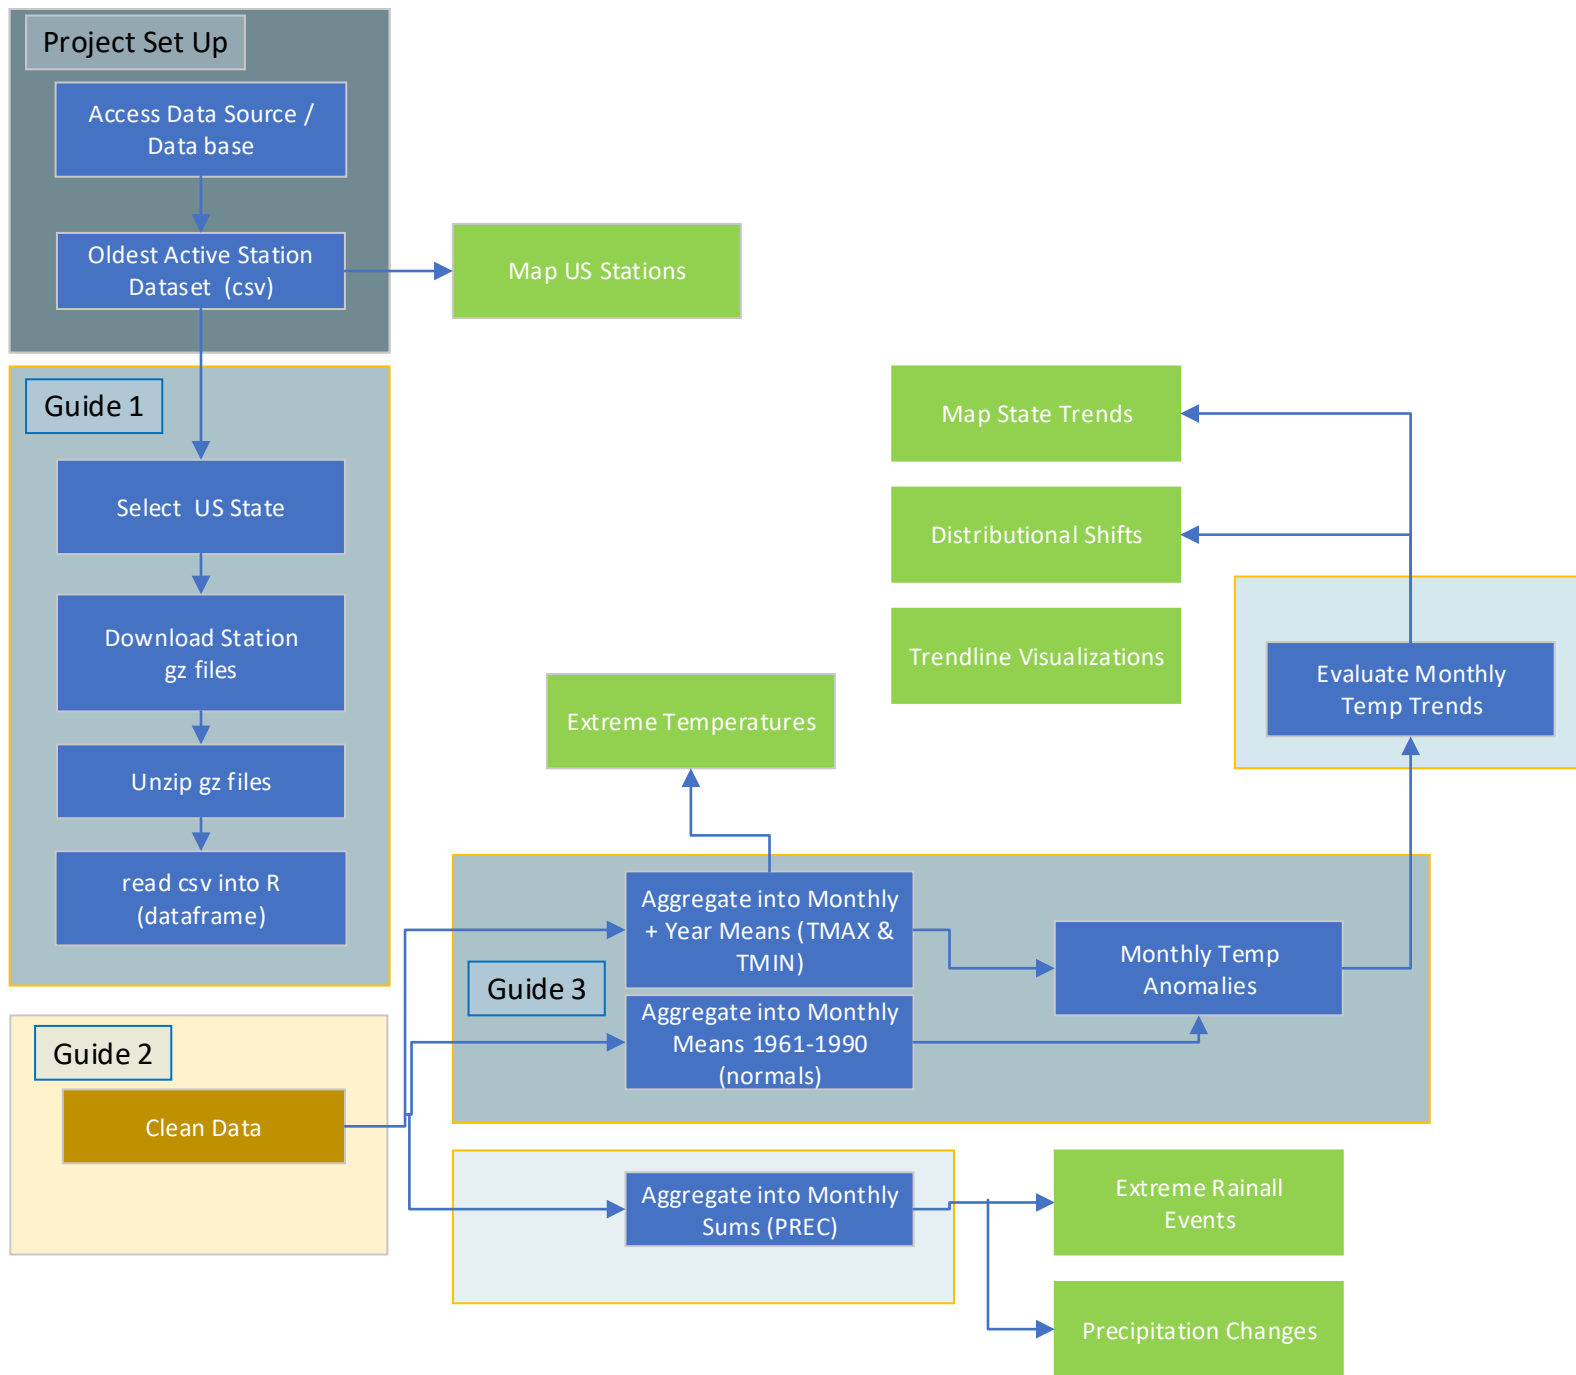 Project Set Up
Access Data Source /
Data base
Oldest Active Station
Dataset (csv)
Map US Stations
Guide 1
Select US State
Download Station
gz files
Unzip gz files
read csv into R
(dataframe)
Map State Trends
Distributional Shifts
Trendline Visualizations
Evaluate Monthly
Temp Trends
Extreme Temperatures
Guide 2
Clean Data
Guide 3
Aggregate into Monthly
+ Year Means (TMAX &
TMIN)
Aggregate into Monthly
Means 1961-1990
(normals)
Monthly Temp
Anomalies
Aggregate into Monthly
Sums (PREC)
Extreme Rainall
Events
Precipitation Changes